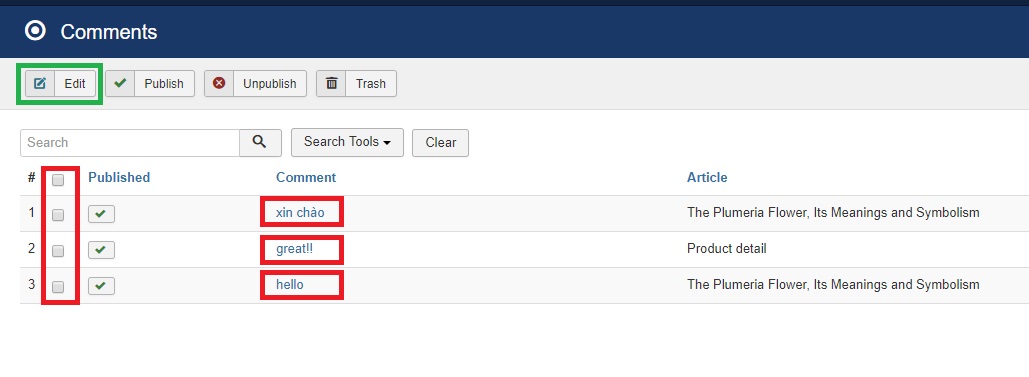 Comments
Edit Publish Unpublish Trash
Search Search Tools Clear
# Published Comment Article
1 xin chào The Plumeria Flower, Its Meanings and Symbolism
2 great!! Product detail
3 hello The Plumeria Flower, Its Meanings and Symbolism